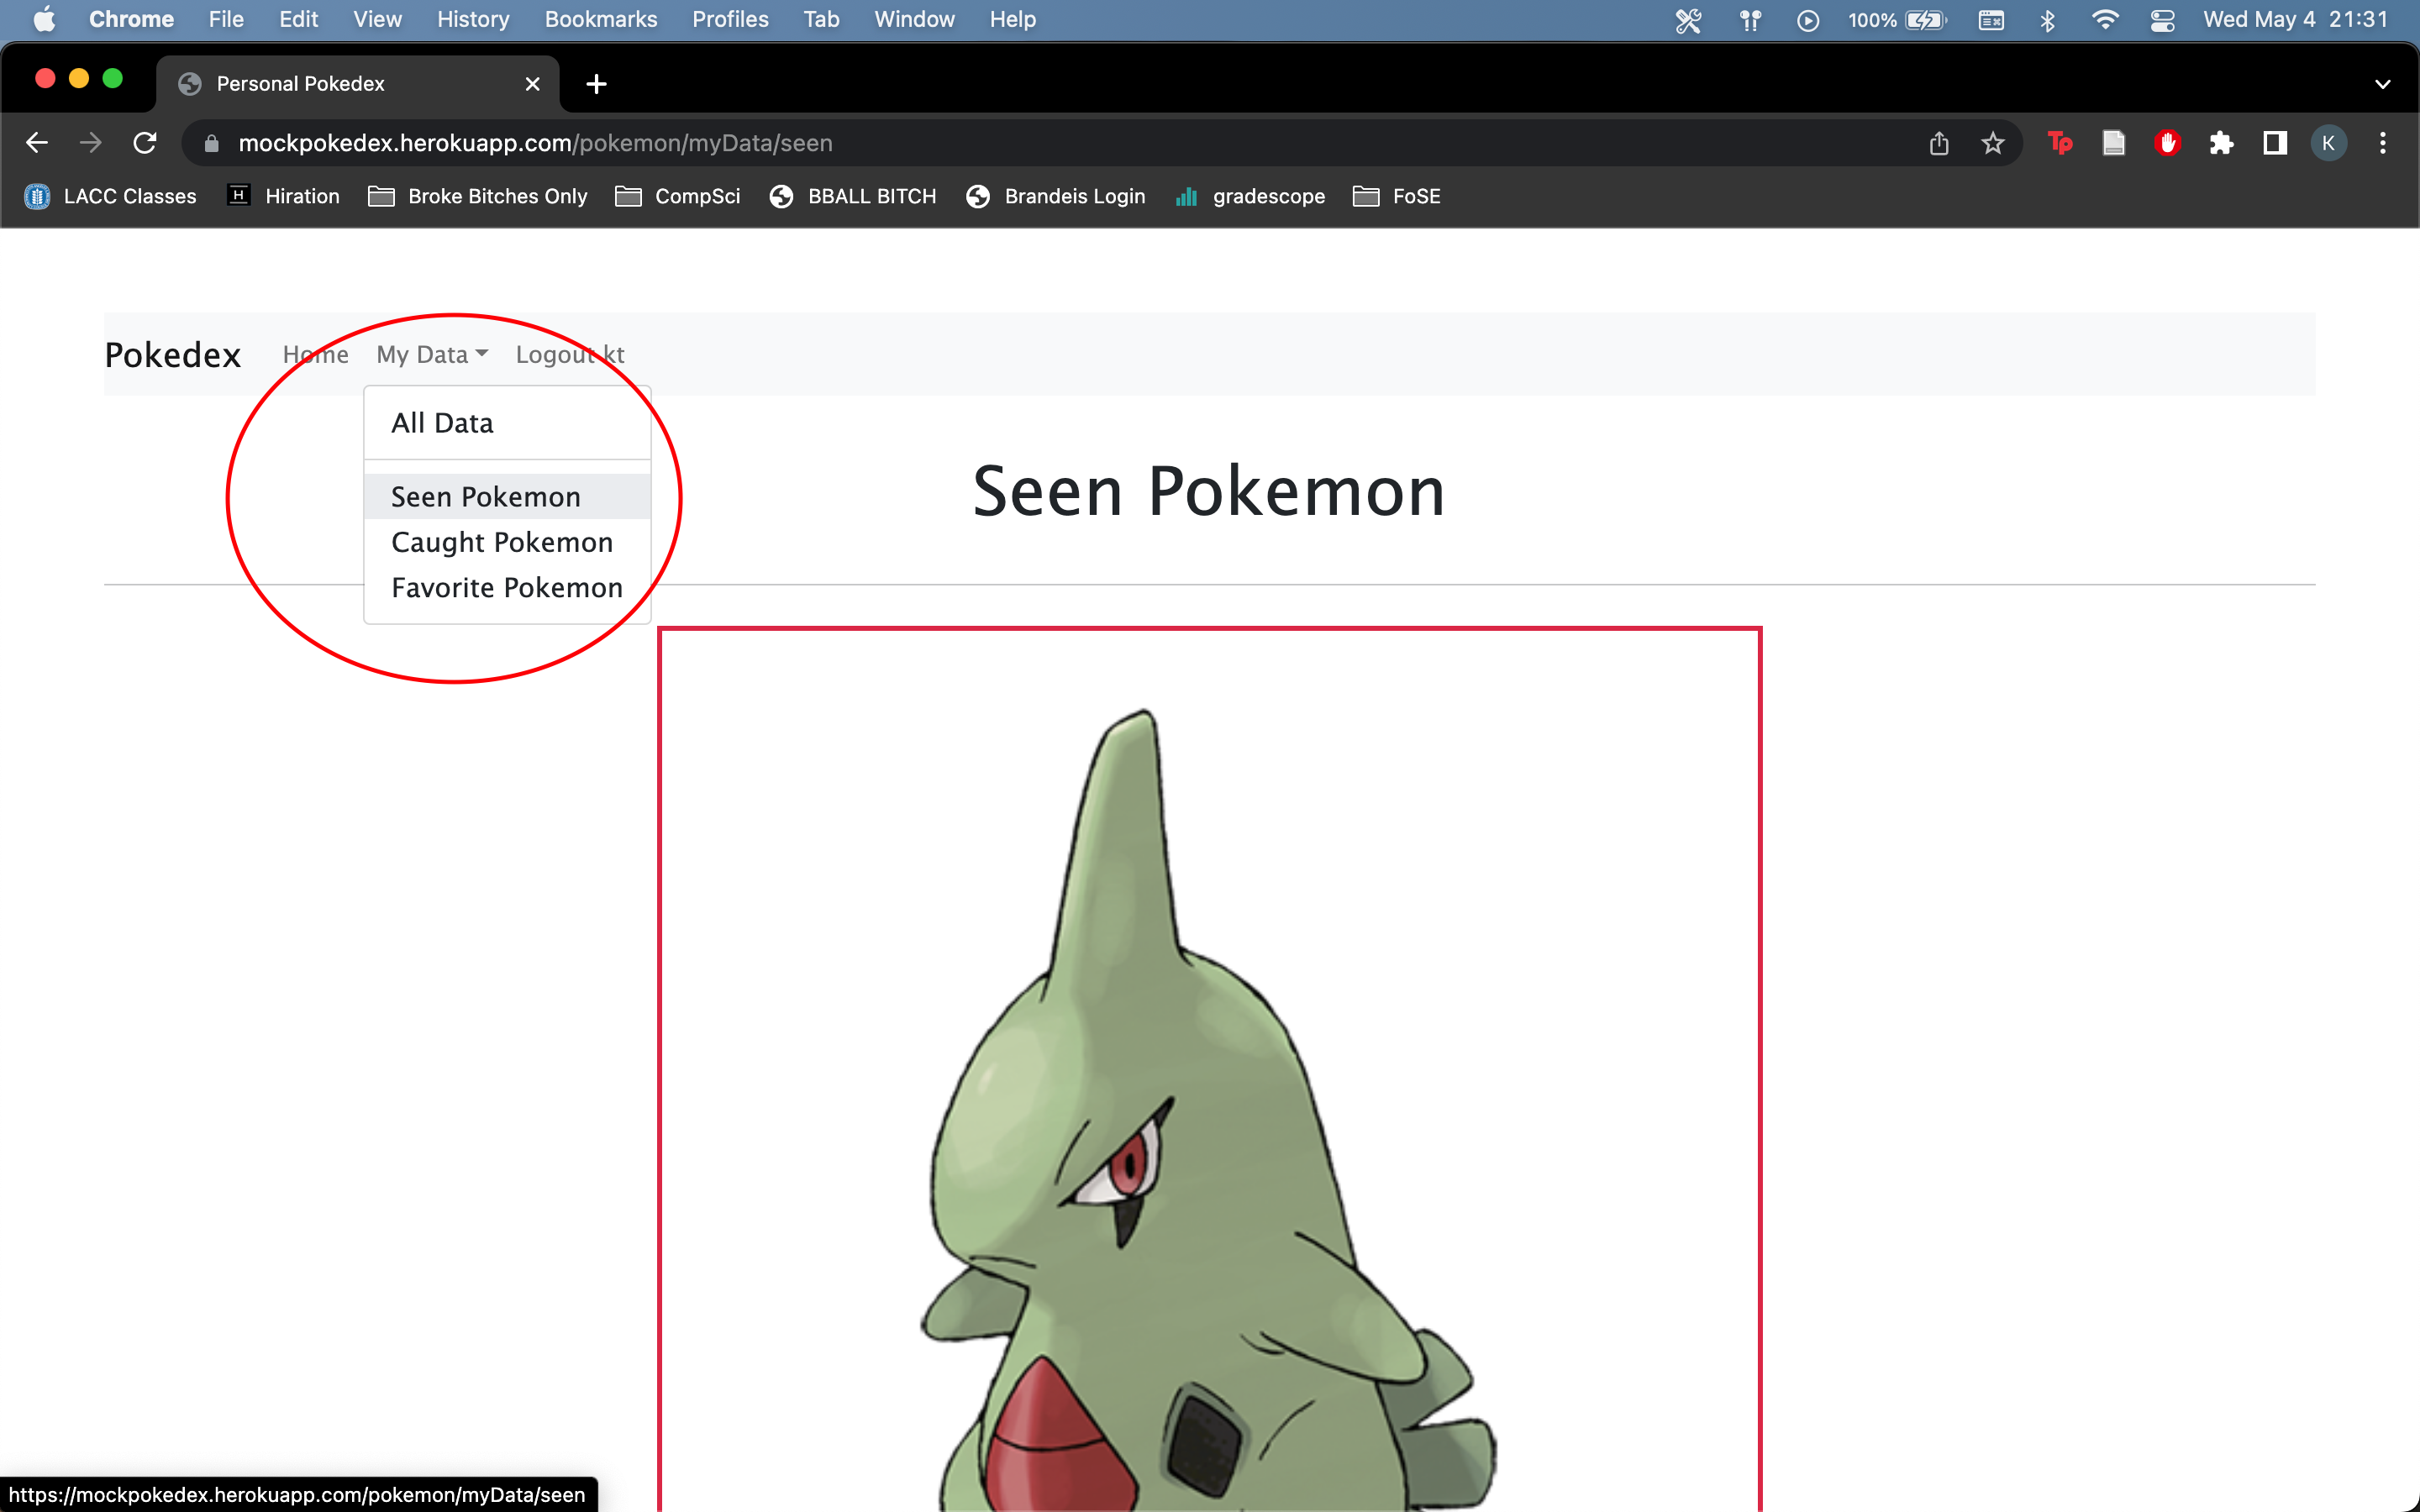 Chrome File Edit View History Bookmarks Profiles Tab Window Help 100% Wed May 4 21:31
Personal Pokedex
mockpokedex.herokuapp.com/pokemon/myData/seen Tp K
LACC Classes H Hiration Broke Bitches Only CompSci BBALL BITCH Brandeis Login gradescope FoSE
Pokedex Home My Data Logout kt
All Data
Seen Pokemon
Caught Pokemon
Favorite Pokemon
Seen Pokemon
https://mockpokedex.herokuapp.com/pokemon/myData/seen